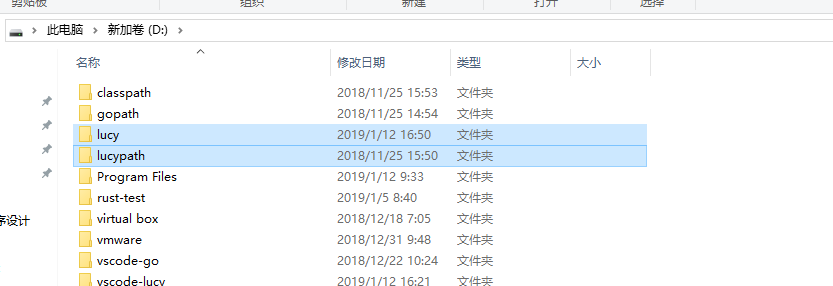 剪贴板 组织 新建 打开 选择
此电脑 新加卷 (D:)
名称 修改日期 类型 大小
classpath 2018/11/25 15:53 文件夹
gopath 2018/11/25 14:54 文件夹
lucy 2019/1/12 16:50 文件夹
lucypath 2018/11/25 15:50 文件夹
Program Files 2019/1/12 9:33 文件夹
rust-test 2019/1/5 8:40 文件夹
virtual box 2018/12/18 7:05 文件夹
序设计
vmware 2018/12/31 9:48 文件夹
vscode-go 2018/12/22 10:24 文件夹
vscode-lucy 2019/1/12 16:21 文件夹